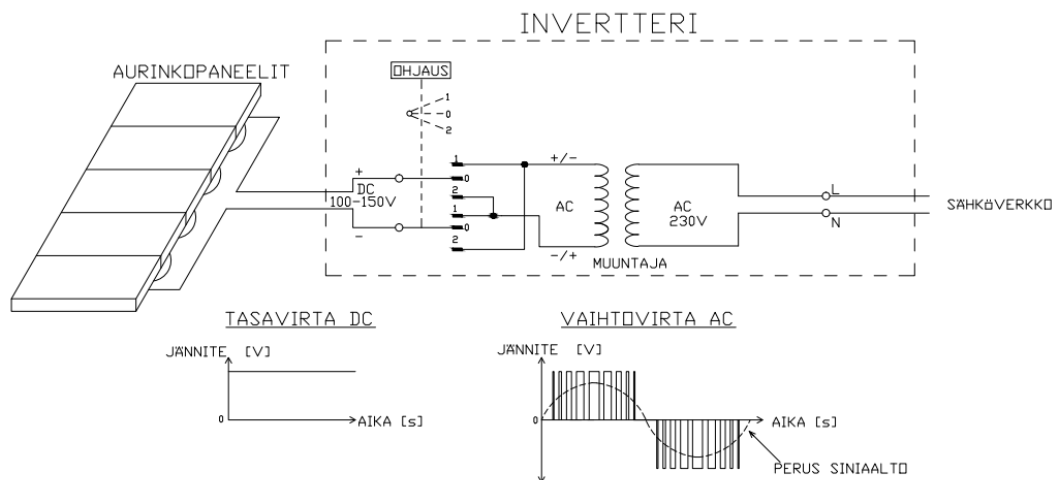 INVERTTERI
AURINKOPANEELIT
OHJAUS
1
0
2
+
DC
100-150V
-
1
0
2
1
0
2
+/-
AC
-/+
MUUNTAJA
AC
230V
L
N
SÄHKÖVERKKO
TASAVIRTA DC
JÄNNITE [V]
0
AIKA [s]
VAIHTOVIRTA AC
JÄNNITE [V]
0
AIKA [s]
PERUS SINIAALTO